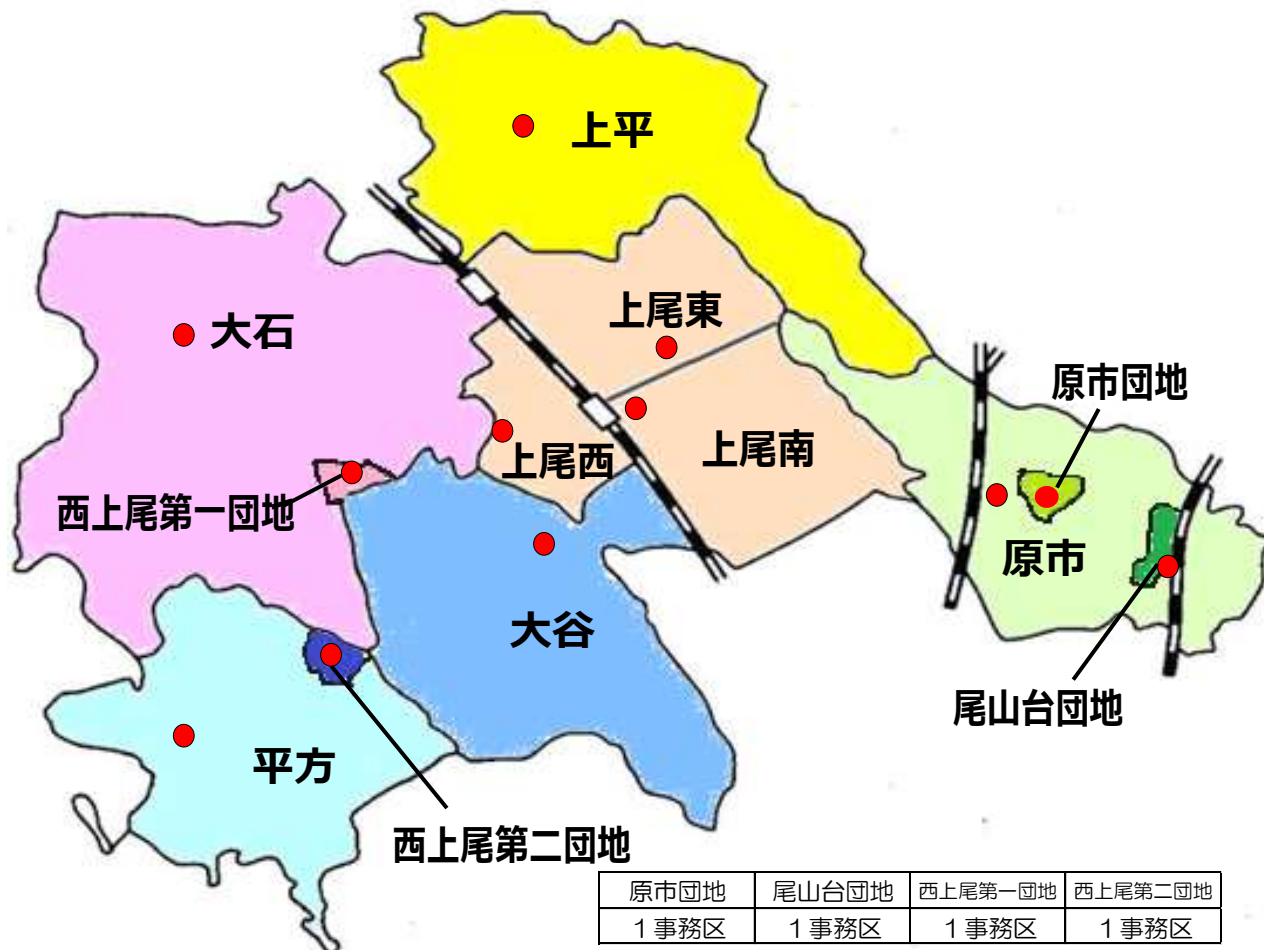 上平
上尾東
大石
原市団地
上尾南
上尾西
西上尾第一団地
原市
大谷
尾山台団地
平方
西上尾第二団地
原市団地 尾山台団地 西上尾第一団地 西上尾第二団地
1事務区 1事務区 1事務区 1事務区